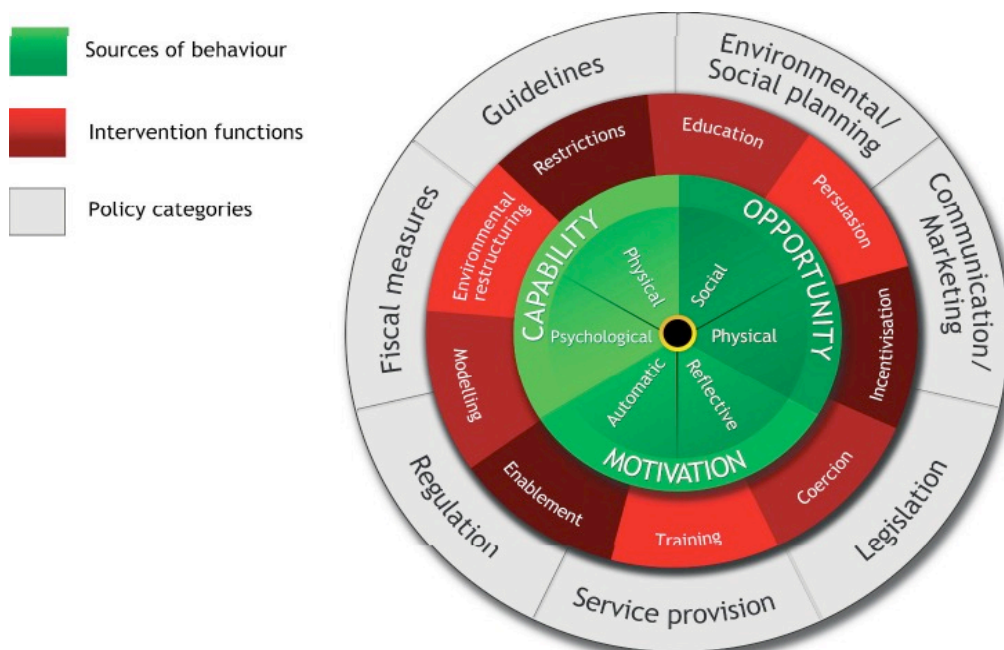 Sources of behaviour
Intervention functions
Policy categories
Guidelines
Environmental/
Social planning
Communication/
Marketing
Legislation
Service provision
Regulation
Fiscal measures
Restrictions
Education
Persuasion
Incentivisation
Coercion
Training
Enablement
Modelling
Environmental
restructuring
CAPABILITY
OPPORTUNITY
MOTIVATION
Physical
Social
Psychological
Physical
Automatic
Reflective